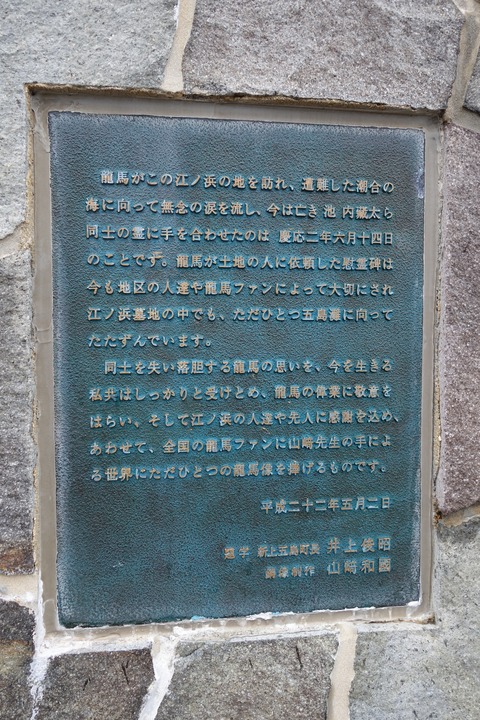 龍馬がこの江ノ浜の地を訪れ、遭難した潮合の
海に向って無念の涙を流し、今は亡き 池 内蔵太ら
同士の霊に手を合わせたのは 慶応二年六月十四日
のことです。龍馬が土地の人に依頼した慰霊碑は
今も地区の人達や龍馬ファンによって大切にされ
江ノ浜墓地の中でも、ただひとつ五島灘に向って
たたずんでいます。
同士を失い落胆する龍馬の思いを、今を生きる
私共はしっかりと受けとめ、龍馬の偉業に敬意を
はらい、そして江ノ浜の人達や先人に感謝を込め、
あわせて、全国の龍馬ファンに山﨑先生の手によ
る世界にただひとつの龍馬像を捧げるものです。
平成二十二年五月二日
題字 新上五島町長 井上俊昭
銅像制作 山﨑和國